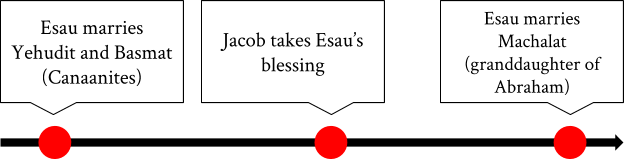 Esau marries
Yehudit and Basmat
(Canaanites)
Jacob takes Esau's
blessing
Esau marries
Machalat
(granddaughter of
Abraham)